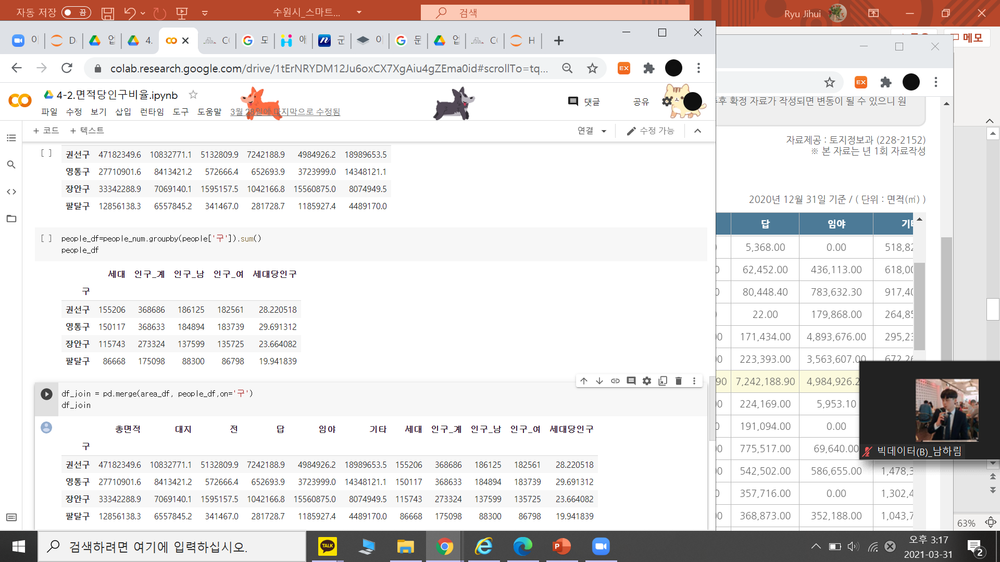 자동 저장 끔
수원시_스마트...
검색
Ryu Jihui
메모
colab.research.google.com/drive/1tErNRYDM12Ju6oxCX7XgAiu4gZEma0id#scrollTo=tq...
4-2.면적당인구비율.ipynb
댓글
공유
파일 수정 보기 삽입 런타임 도구 도움말 3월 28일에 마지막으로 수정됨
+ 코드 + 텍스트
연결
수정 가능
[ ]
권선구 47182349.6 10832771.1 5132809.9 7242188.9 4984926.2 18989653.5
영통구 27710901.6 8413421.2 572666.4 652693.9 3723999.0 14348121.1
장안구 33342288.9 7069140.1 1595157.5 1042166.8 15560875.0 8074949.5
팔달구 12856138.3 6557845.2 341467.0 281728.7 1185927.4 4489170.0
[ ] people_df=people_num.groupby(people['구']).sum()
people_df
세대 인구_계 인구_남 인구_여 세대당인구
구
권선구 155206 368686 186125 182561 28.220518
영통구 150117 368633 184894 183739 29.691312
장안구 115743 273324 137599 135725 23.664082
팔달구 86668 175098 88300 86798 19.941839
df_join = pd.merge(area_df, people_df,on='구')
df_join
총면적 대지 전 답 임야 기타 세대 인구_계 인구_남 인구_여 세대당인구
구
권선구 47182349.6 10832771.1 5132809.9 7242188.9 4984926.2 18989653.5 155206 368686 186125 182561 28.220518
영통구 27710901.6 8413421.2 572666.4 652693.9 3723999.0 14348121.1 150117 368633 184894 183739 29.691312
장안구 33342288.9 7069140.1 1595157.5 1042166.8 15560875.0 8074949.5 115743 273324 137599 135725 23.664082
팔달구 12856138.3 6557845.2 341467.0 281728.7 1185927.4 4489170.0 86668 175098 88300 86798 19.941839
확정 자료가 작성되면 변동이 될 수 있으니 원
자료제공 : 토지정보과 (228-2152)
※ 본 자료는 년 1회 자료작성
2020년 12월 31일 기준 / ( 단위 : 면적(㎡) )
답 임야
5,368.00 0.00 518,82
62,452.00 436,113.00 618,00
80,448.40 783,632.30 917,40
22.00 179,868.00 264,85
171,434.00 4,893,676.00 295,23
223,393.00 3,563,607.00 672,26
90 7,242,188.90 4,984,926.2
224,169.00 5,953.10
191,094.00 0.00
775,517.00 69,640.00
542,502.00 586,655.00 1,478,3
357,716.00 0.00 1,302,4
368,873.00 352,188.00 1,043,7
빅데이터(B)_남하림
63%
검색하려면 여기에 입력하십시오.
TALK
오후 3:17
2021-03-31
2